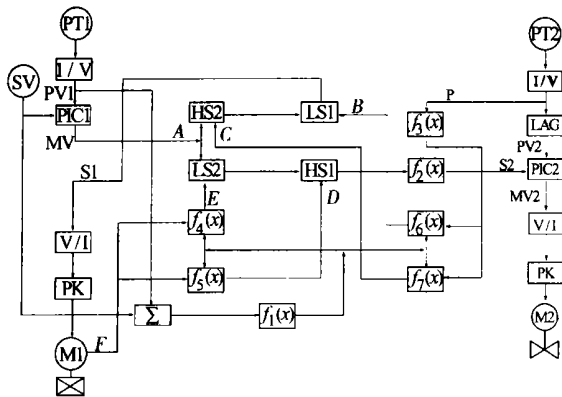 PT1
PT2
SV
I / V
I/V
PV1
P
PIC1
HS2
LS1
B
f3(x)
LAG
MV
A
C
PV2
S1
LS2
HS1
f2(x)
S2
PIC2
E
D
MV2
V / I
f4(x)
f6(x)
V/I
PK
f5(x)
f7(x)
PK
F
Σ
f1(x)
M1
M2